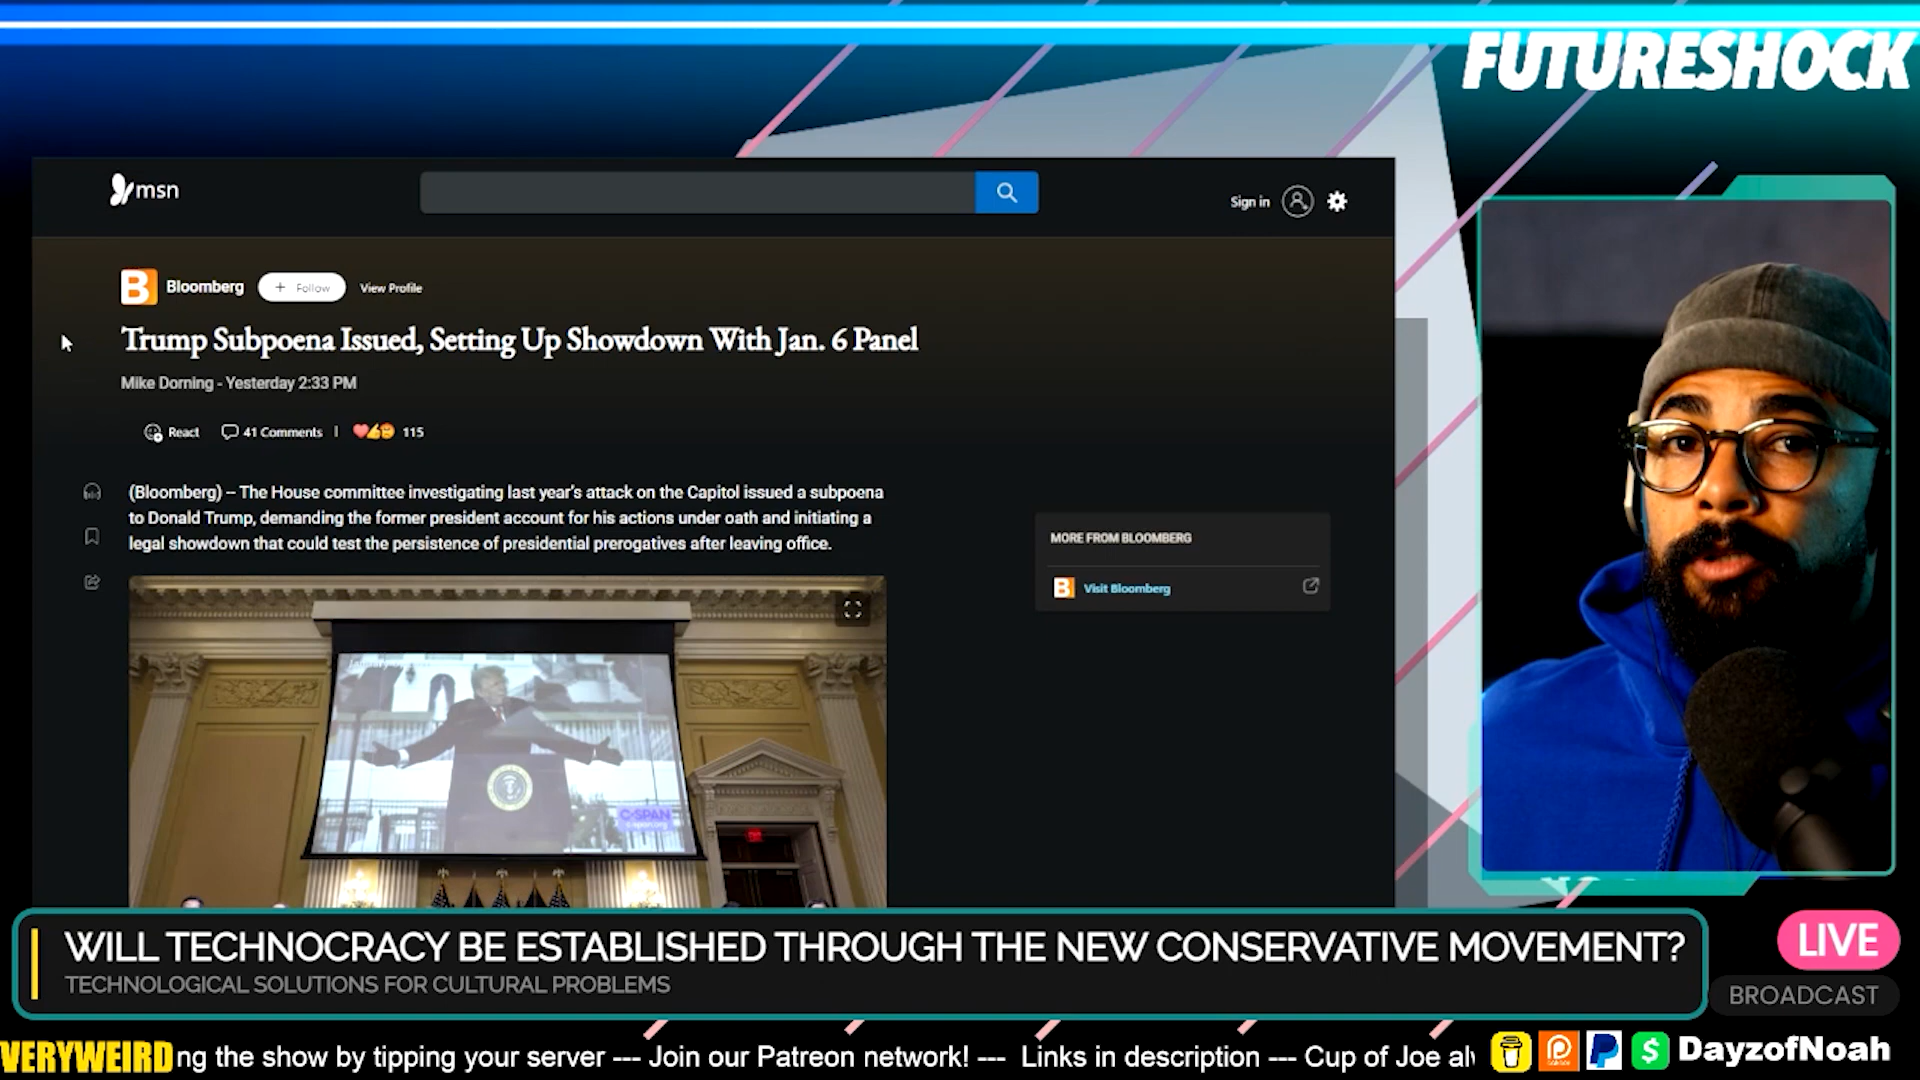 FUTURESHOCK
msn
Sign in
B Bloomberg + Follow View Profile
Trump Subpoena Issued, Setting Up Showdown With Jan. 6 Panel
Mike Dorning - Yesterday 2:33 PM
React 41 Comments | 115
(Bloomberg) -- The House committee investigating last year's attack on the Capitol issued a subpoena
to Donald Trump, demanding the former president account for his actions under oath and initiating a
legal showdown that could test the persistence of presidential prerogatives after leaving office.
MORE FROM BLOOMBERG
B Visit Bloomberg
C-SPAN
WILL TECHNOCRACY BE ESTABLISHED THROUGH THE NEW CONSERVATIVE MOVEMENT?
TECHNOLOGICAL SOLUTIONS FOR CULTURAL PROBLEMS
LIVE
BROADCAST
VERYWEIRD ng the show by tipping your server --- Join our Patreon network! --- Links in description --- Cup of Joe alv
$ DayzofNoah